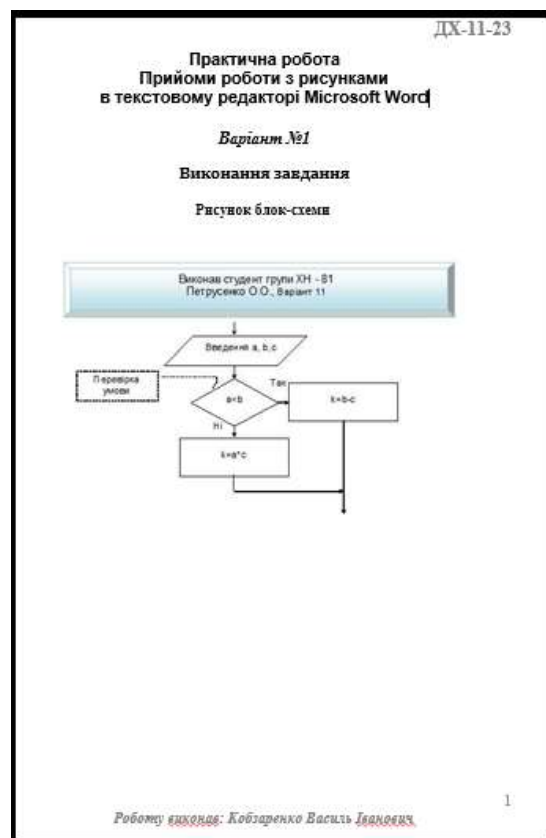 ДХ-11-23
Практична робота
Прийоми роботи з рисунками
в текстовому редакторі Microsoft Word
Варіант №1
Виконання завдання
Рисунок блок-схеми
Виконав студент групи ХН - 81
Петрусенко О.О., Варіант 11
Введення a, b,c
Перевірка
умови
a<b
Так
k=b-c
Ні
k=a*c
1
Роботу виконав: Кобзаренко Василь Іванович